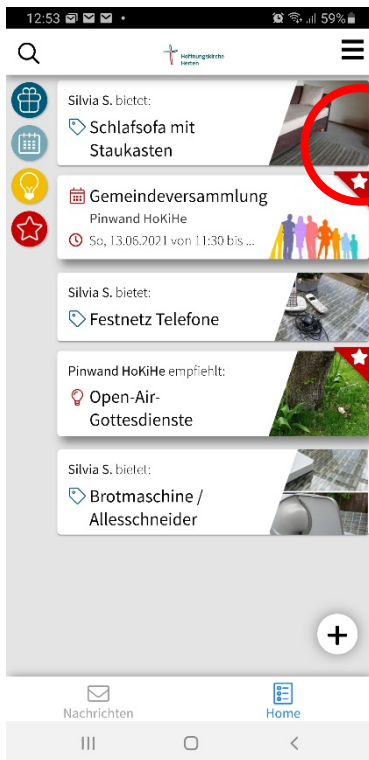 12:53
59%
Hoffnungskirche
Herten
Silvia S. bietet:
Schlafsofa mit
Staukasten
Gemeindeversammlung
Pinwand HoKiHe
So, 13.06.2021 von 11:30 bis ...
Silvia S. bietet:
Festnetz Telefone
Pinwand HoKiHe empfiehlt:
Open-Air-
Gottesdienste
Silvia S. bietet:
Brotmaschine /
Allesschneider
Nachrichten
Home